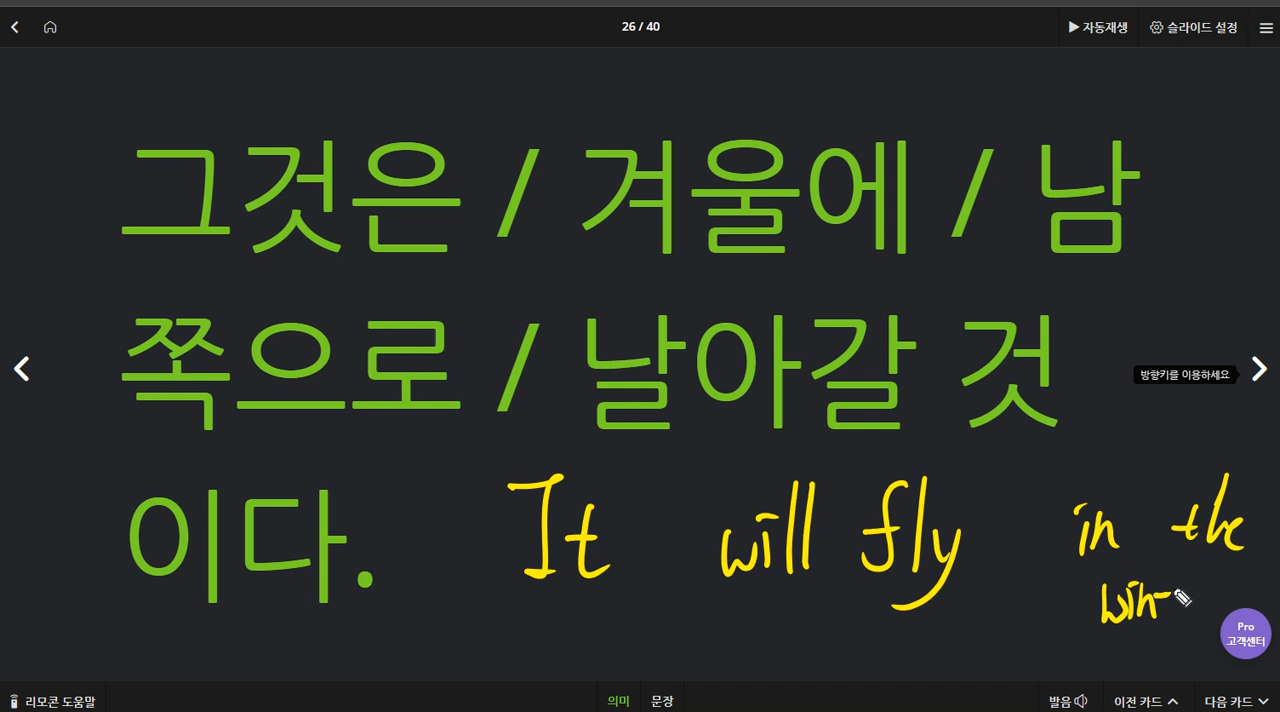 26 / 40
자동재생
슬라이드 설정
그것은 / 겨울에 / 남
쪽으로 / 날아갈 것
방향키를 이용하세요
이다.
It will fly in the
win
Pro
고객센터
리모콘 도움말
의미
문장
발음
이전 카드
다음 카드